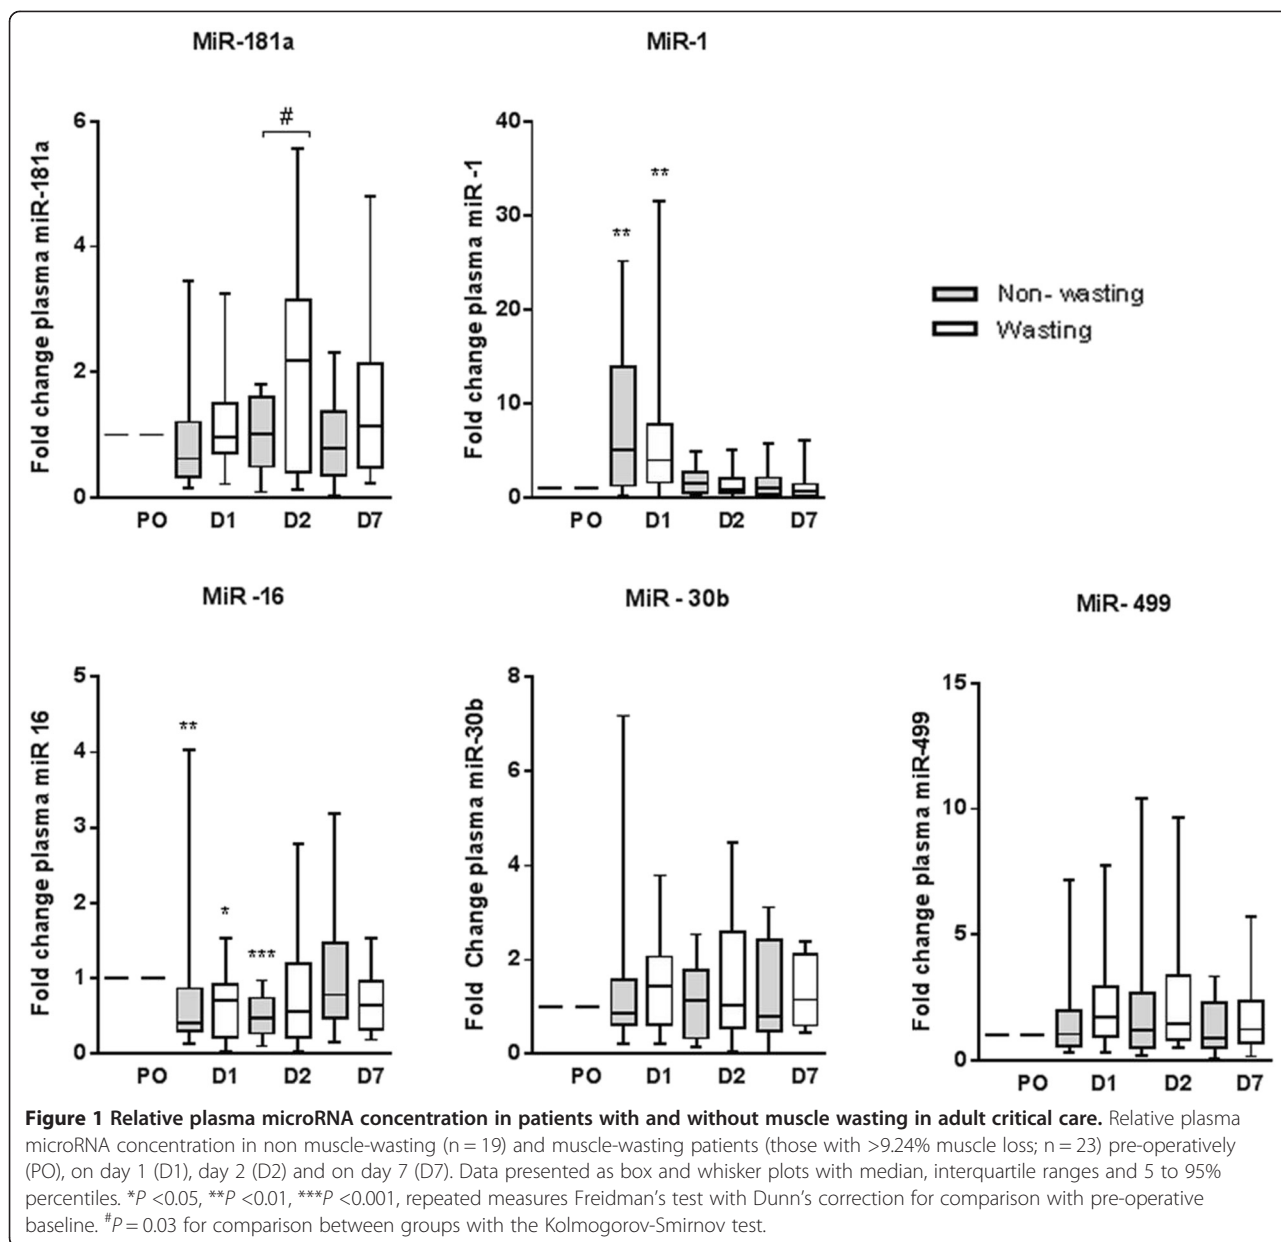 MiR-181a
MiR-1
Fold change plasma miR-181a
6
4
2
0
#
PO D1 D2 D7
Fold change plasma miR -1
40
30
20
10
0
**
**
PO D1 D2 D7
Non- wasting
Wasting
MiR -16
MiR - 30b
MiR- 499
Fold change plasma miR 16
5
4
3
2
1
0
**
*
***
PO D1 D2 D7
Fold Change plasma miR-30b
8
6
4
2
0
PO D1 D2 D7
Fold change plasma miR-499
15
10
5
0
PO D1 D2 D7
Figure 1 Relative plasma microRNA concentration in patients with and without muscle wasting in adult critical care. Relative plasma
microRNA concentration in non muscle-wasting (n = 19) and muscle-wasting patients (those with >9.24% muscle loss; n = 23) pre-operatively
(PO), on day 1 (D1), day 2 (D2) and on day 7 (D7). Data presented as box and whisker plots with median, interquartile ranges and 5 to 95%
percentiles. *P <0.05, **P <0.01, ***P <0.001, repeated measures Freidman's test with Dunn's correction for comparison with pre-operative
baseline. #P = 0.03 for comparison between groups with the Kolmogorov-Smirnov test.